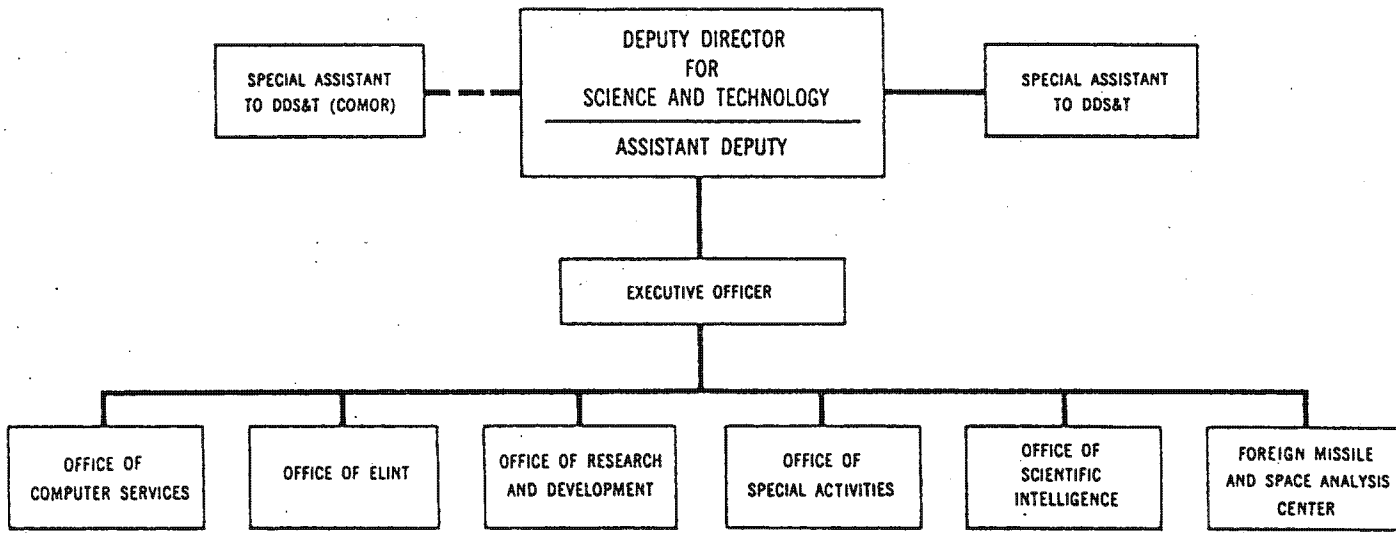 DEPUTY DIRECTOR
FOR
SCIENCE AND TECHNOLOGY
ASSISTANT DEPUTY
SPECIAL ASSISTANT
TO DDS&T (COMOR)
SPECIAL ASSISTANT
TO DDS&T
EXECUTIVE OFFICER
OFFICE OF
COMPUTER SERVICES
OFFICE OF ELINT
OFFICE OF RESEARCH
AND DEVELOPMENT
OFFICE OF
SPECIAL ACTIVITIES
OFFICE OF
SCIENTIFIC
INTELLIGENCE
FOREIGN MISSILE
AND SPACE ANALYSIS
CENTER